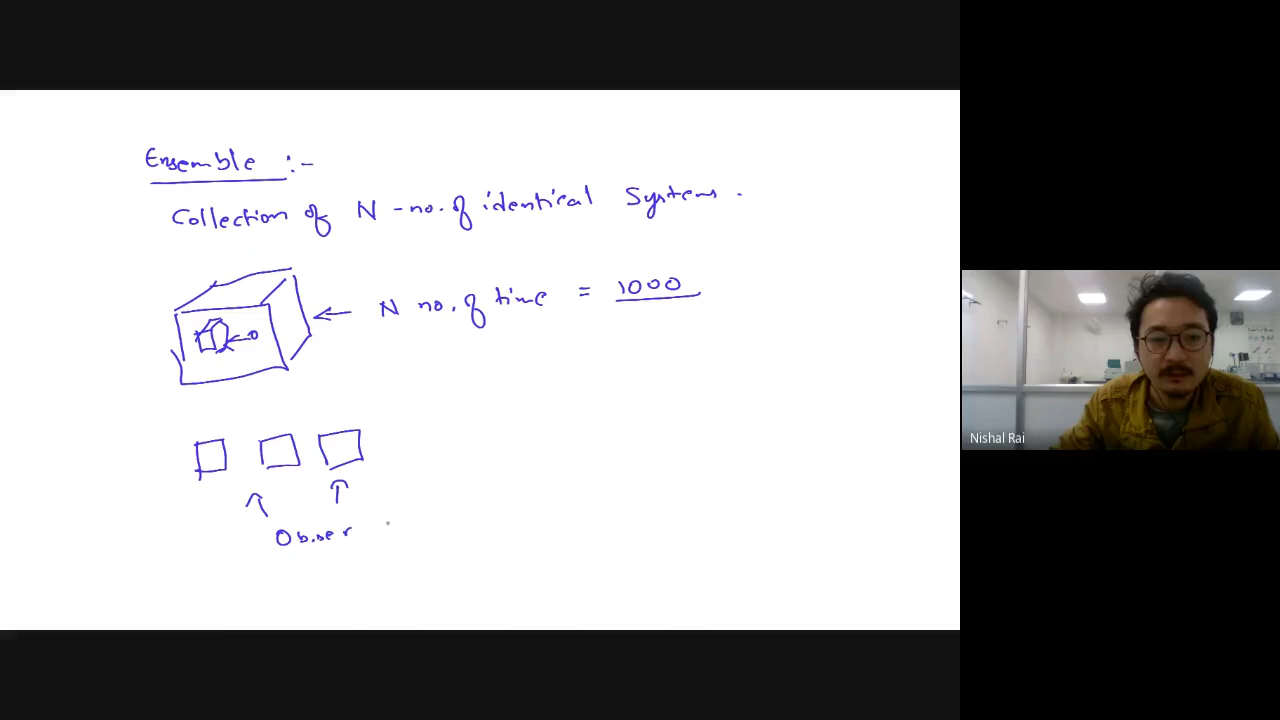 Ensemble :-
Collection of N -no. of identical Systems.
N no. of time = 1000
Obser
Nishal Rai